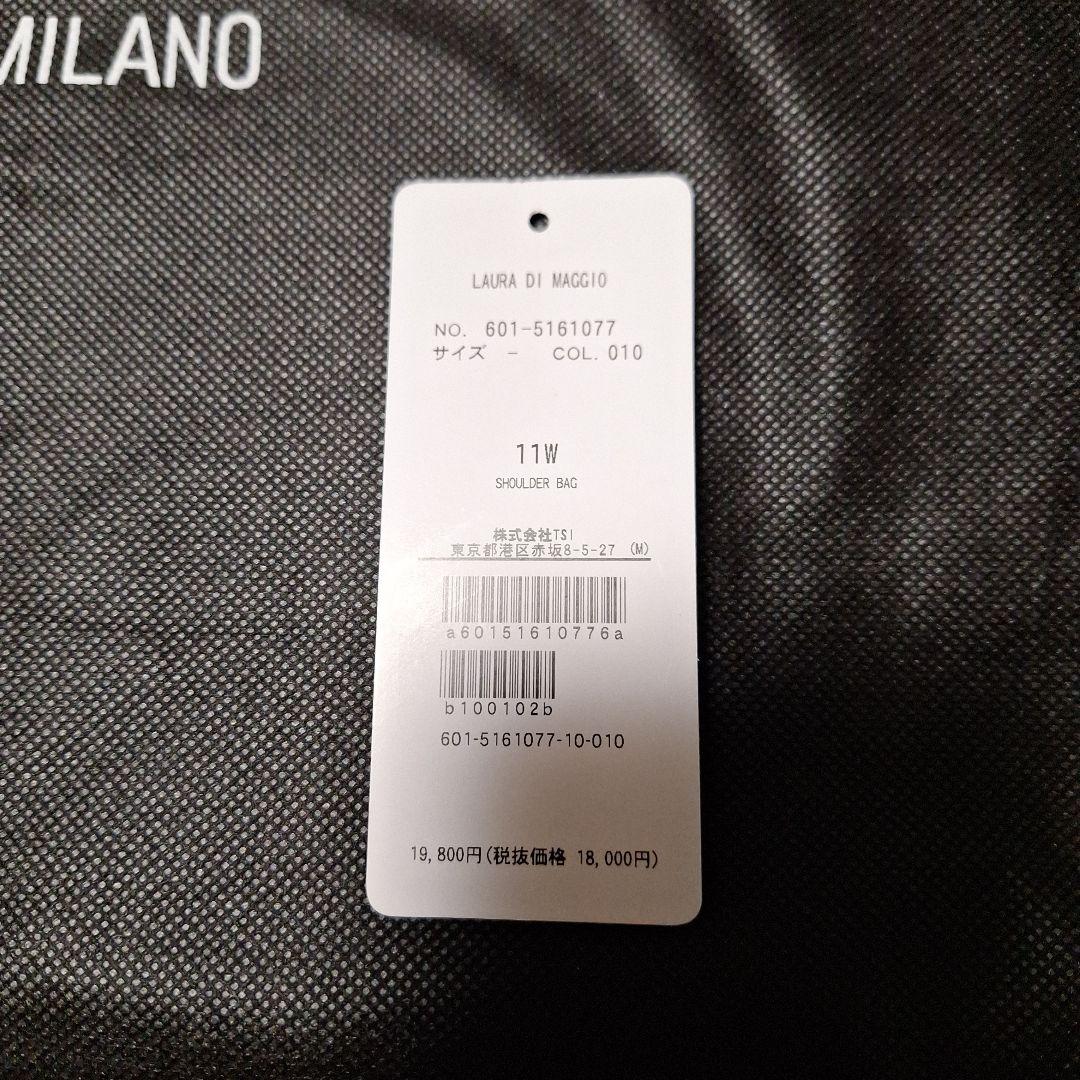 MILANO
LAURA DI MAGGIO
NO. 601-5161077
サイズ - COL. 010
11W
SHOULDER BAG
株式会社TSI
東京都港区赤坂8-5-27 (M)
a601516107776a
b100102b
601-5161077-10-010
19,800円(税抜価格 18,000円)